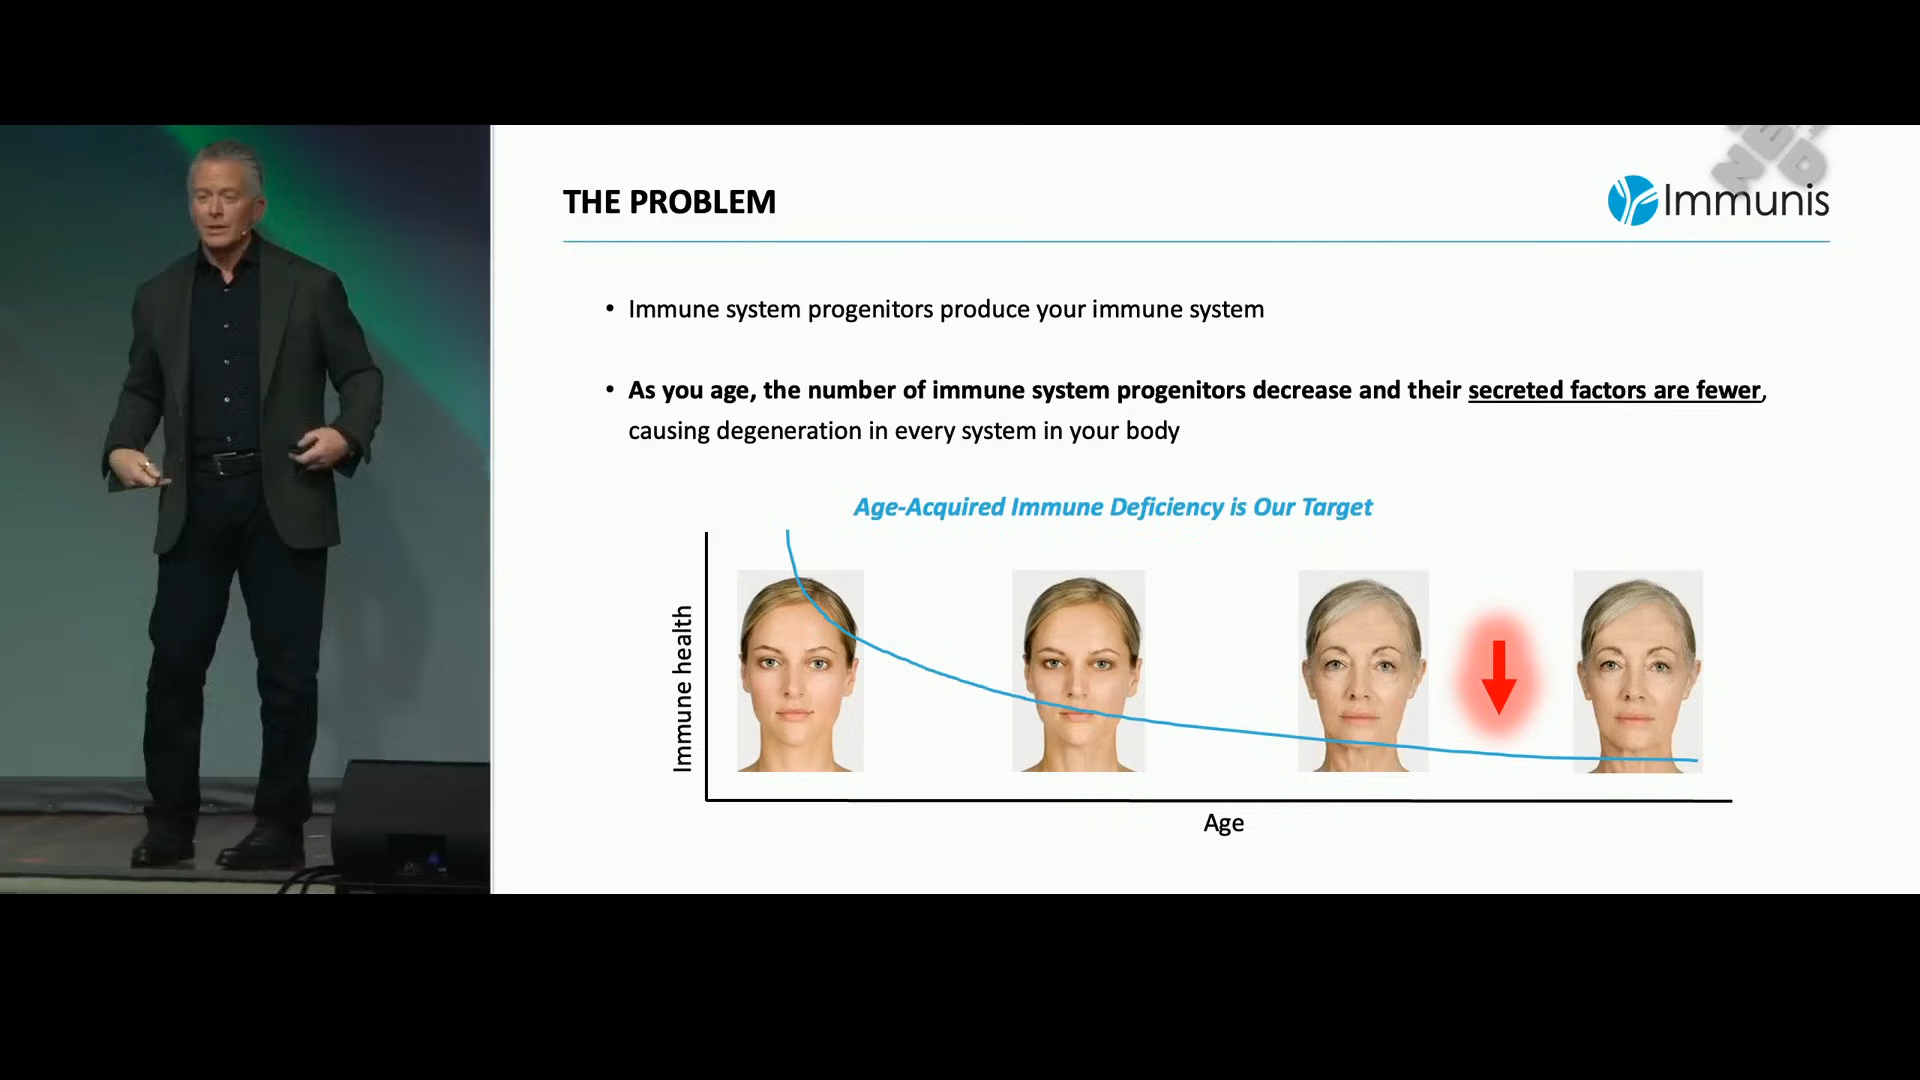 THE PROBLEM
Immunis
• Immune system progenitors produce your immune system
• As you age, the number of immune system progenitors decrease and their secreted factors are fewer,
causing degeneration in every system in your body
Age-Acquired Immune Deficiency is Our Target
Immune health
Age